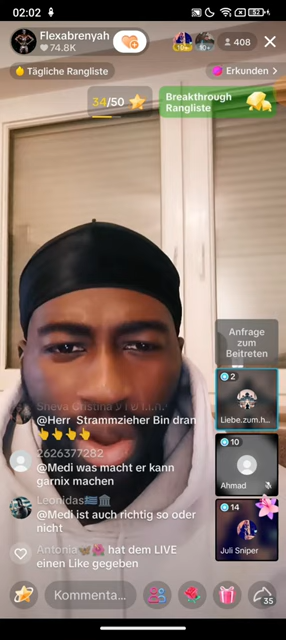 02:02
Flexabrenyah
74.8K
408
Tägliche Rangliste
Erkunden >
34/50
Breakthrough
Rangliste
Anfrage
zum
Beitreten
2
Liebe.zum.h...
10
Ahmad
14
Juli Sniper
Sheva Cristina
@Herr Strammzieher Bin dran
👆👆👆👆
2626377282
@Medi was macht er kann
garnix machen
Leonidas🇬🇷🏛️
@Medi ist auch richtig so oder
nicht
Antonia🦋🌺 hat dem LIVE
einen Like gegeben
Kommenta...
35